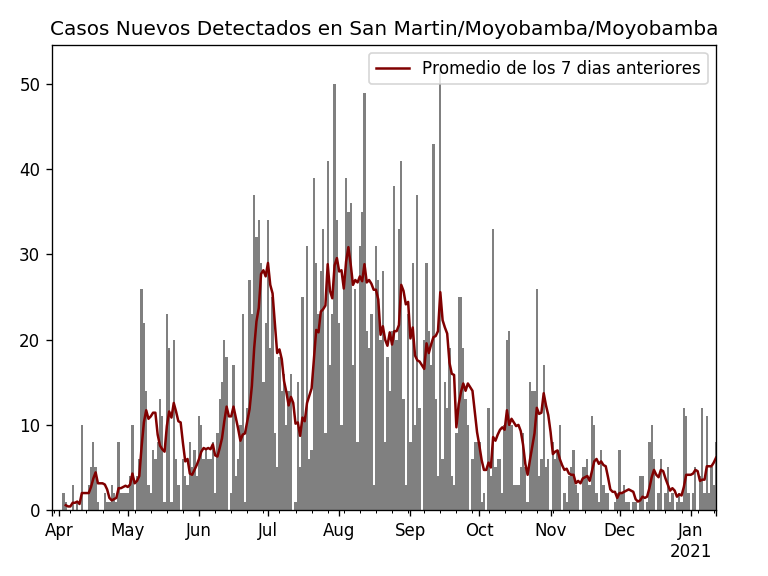 Casos Nuevos Detectados en San Martin/Moyobamba/Moyobamba
Promedio de los 7 dias anteriores
50
40
30
20
10
0
Apr May Jun Jul Aug Sep Oct Nov Dec Jan
2021